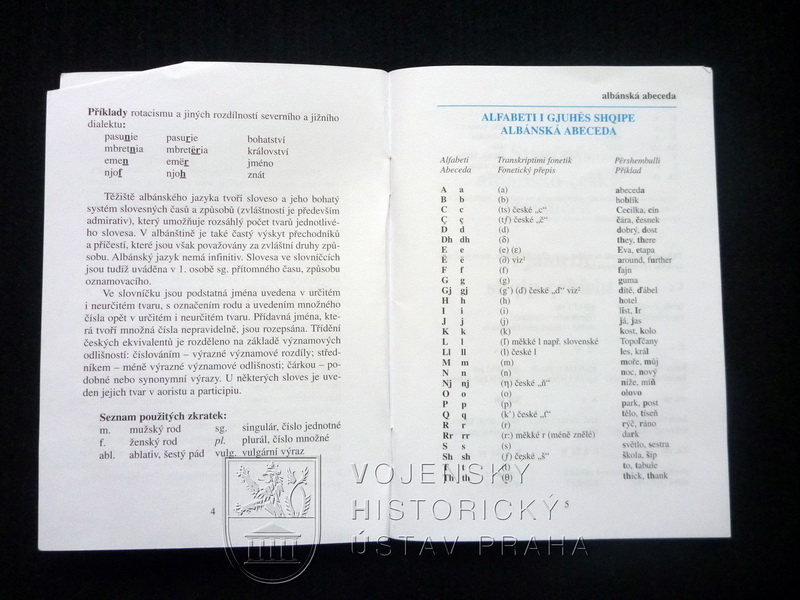 Příklady rotacismu a jiných rozdílností severního a jižního
dialektu:
pasunie pasurie bohatství
mbretnia mbretëria království
emen emër jméno
njof njoh znát
Těžiště albánského jazyka tvoří sloveso a jeho bohatý
systém slovesných časů a způsobů (zvláštností je především
admirativ), který umožňuje rozsáhlý počet tvarů jednotlivé-
ho slovesa. V albánštině je také častý výskyt přechodníků
a příčestí, které jsou však považovány za zvláštní druhy způ-
sobu. Albánský jazyk nemá infinitiv. Slovesa ve slovníčcích
jsou tudíž uváděna v 1. osobě sg. přítomného času, způsobu
oznamovacího.
Ve slovníčku jsou podstatná jména uvedena v určitém
i neurčitém tvaru, s označením rodu a uvedením množného
čísla opět v určitém i neurčitém tvaru. Přídavná jména, kte-
rá tvoří množná čísla nepravidelně, jsou rozepsána. Třídění
českých ekvivalentů je rozděleno na základě významových
odlišností: číslováním – výrazné významové rozdíly; střed-
níkem – méně výrazné významové odlišnosti; čárkou – po-
dobné nebo synonymní výrazy. U některých sloves je uve-
den jejich tvar v aoristu a participiu.
Seznam použitých zkratek:
m. mužský rod sg. singulár, číslo jednotné
f. ženský rod pl. plurál, číslo množné
abl. ablativ, šestý pád vulg. vulgární výraz
4
albánská abeceda
ALFABETI I GJUHËS SHQIPE
ALBÁNSKÁ ABECEDA
Alfabeti Transkriptimi fonetik Përshembulli
Abeceda Fonetický přepis Příklad
A a (a) abeceda
B b (b) hoblík
C c (ts) české „c“ Cecilka, cín
Ç ç (tʃ) české „č“ čára, česnek
D d (d) dobrý, dost
Dh dh (ð) they, there
E e (e) (ε) Eva, etapa
Ë ë (ə) viz¹ around, further
F f (f) fajn
G g (g) guma
Gj gj (g’) (ď) české „ď“ viz² dítě, ďábel
H h (h) hotel
I i (i) list, Ir
J j (j) já, jas
K k (k) kost, kolo
L l (ľ) měkké l např. slovenské Topoľčany
Ll ll (l) české l les, král
M m (m) moře, můj
N n (n) noc, nový
Nj nj (η) české „ň“ níže, miň
O o (o) olovo
P p (p) park, post
Q q (k’) české „ť“ tělo, tíseň
R r (r) rýč, ráno
Rr rr (r:) měkké r (méně znělé) dark
S s (s) světlo, sestra
Sh sh (ʃ) české „š“ škola, šíp
T t (t) to, tabule
Th th (θ) thick, thank
5
VOJENSKÝ
HISTORICKÝ
ÚSTAV PRAHA